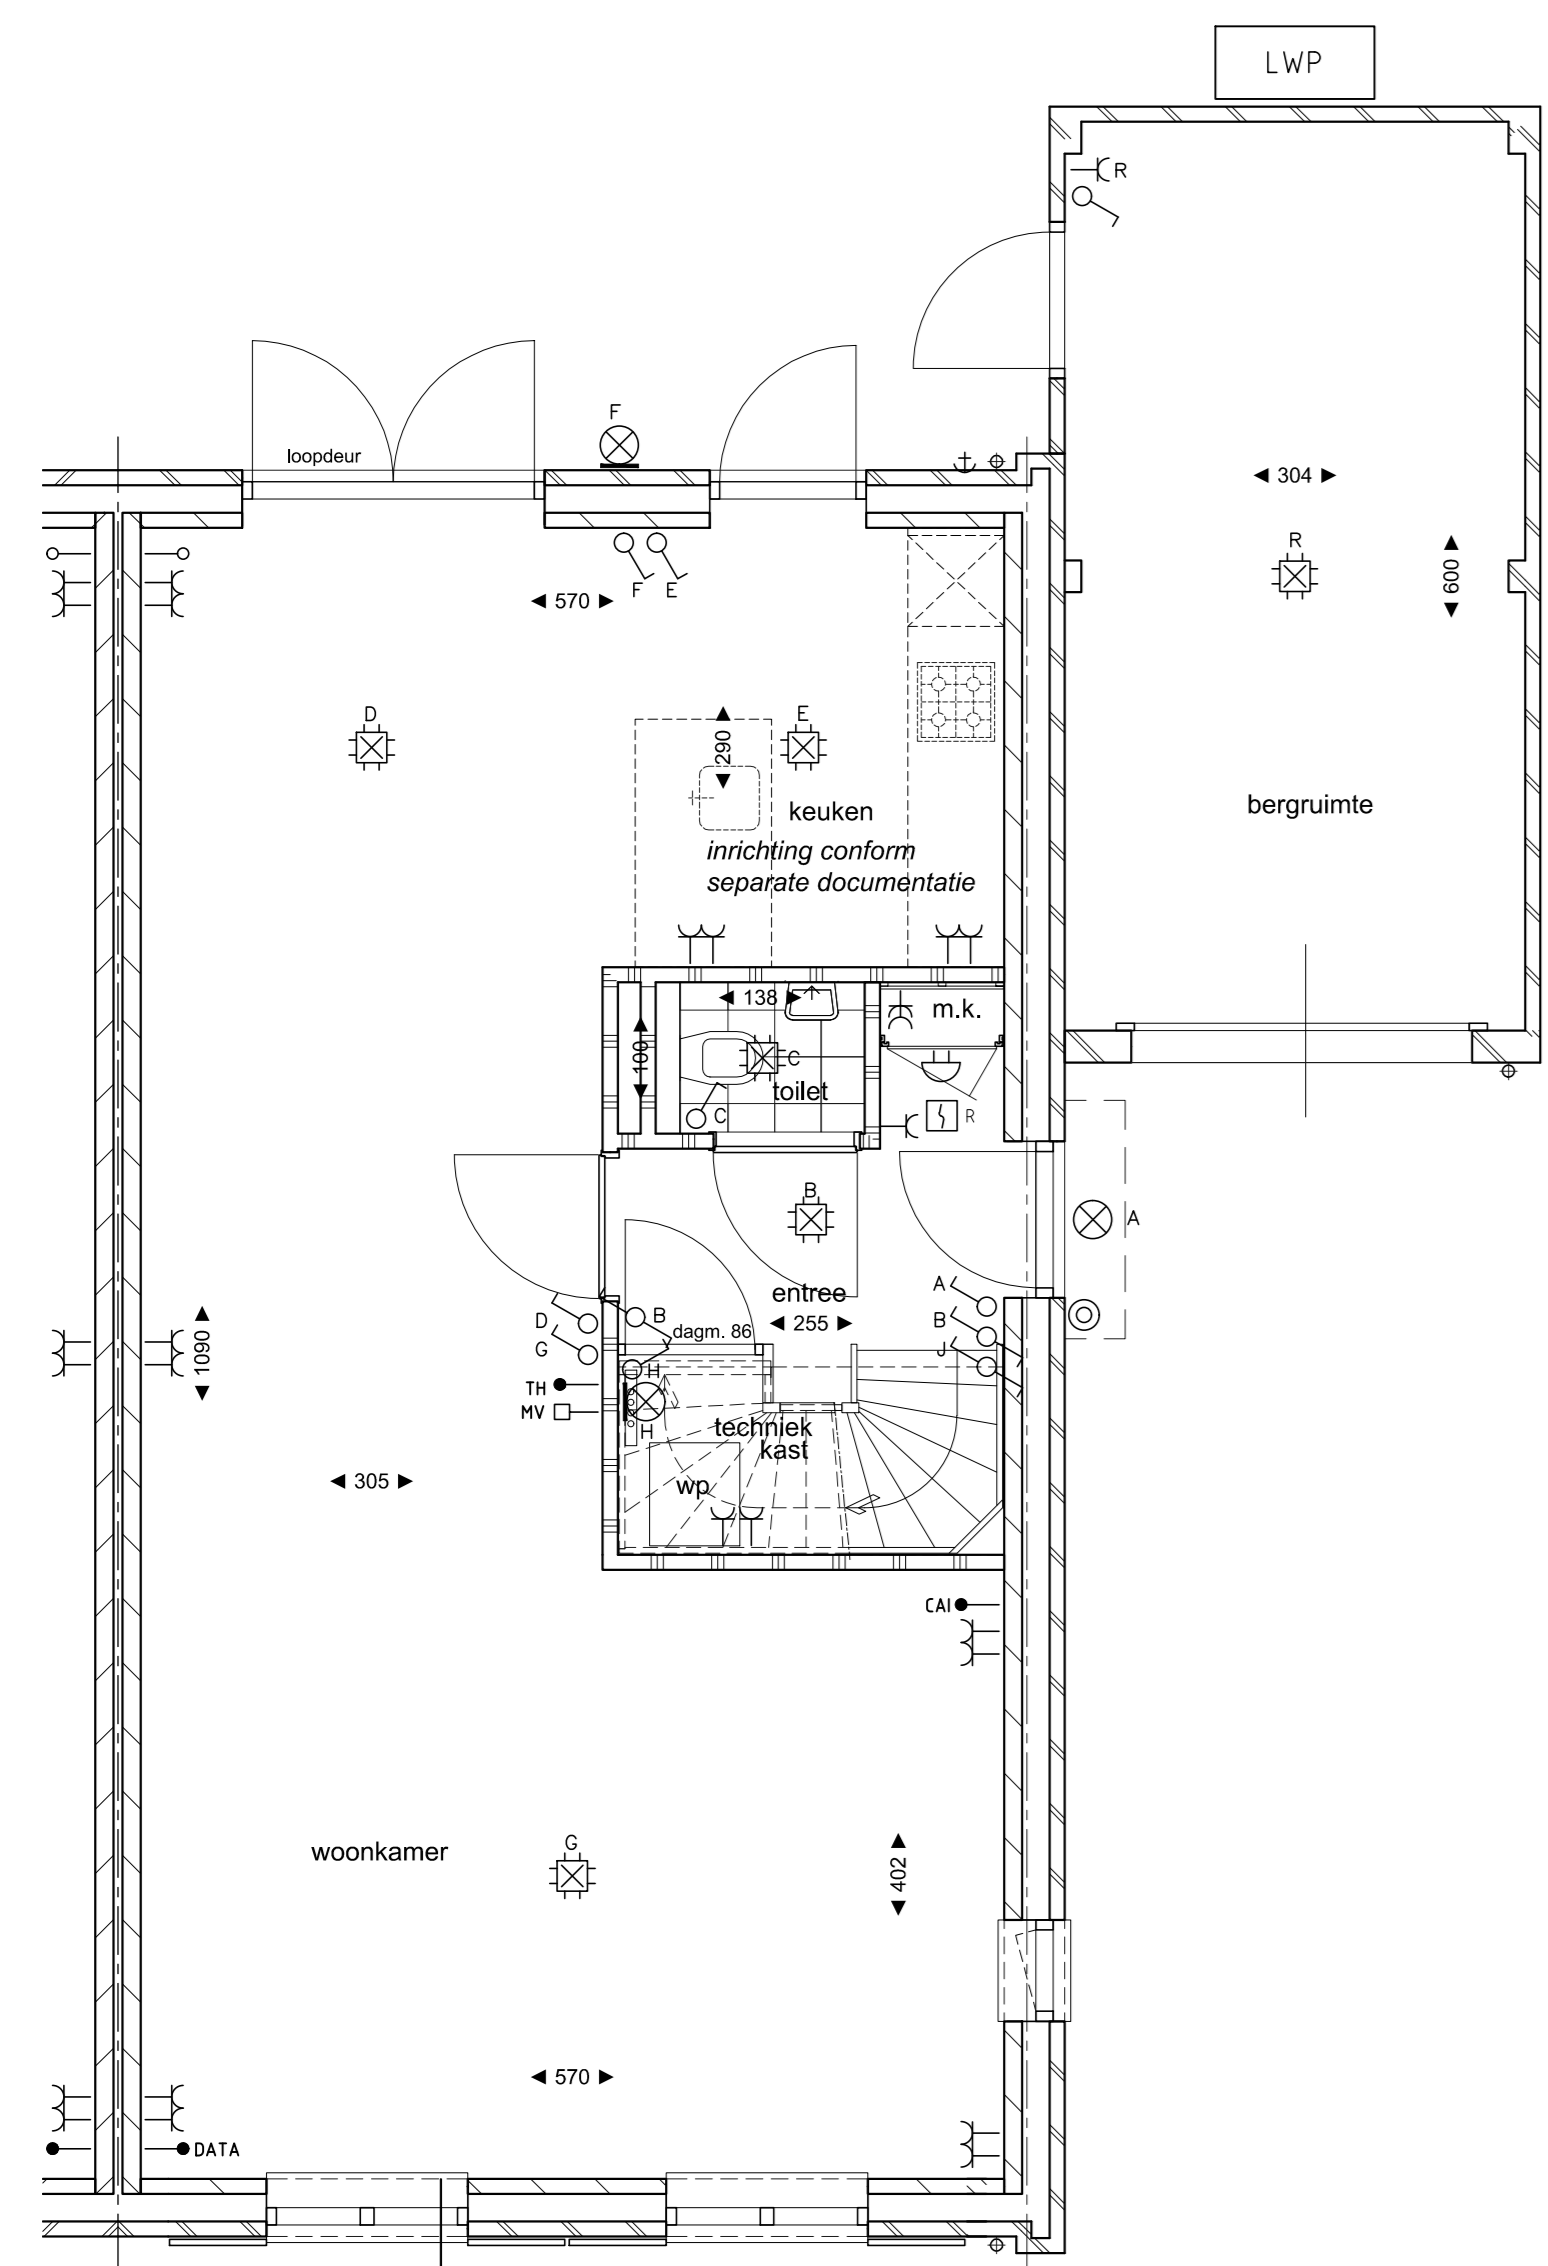 LWP
R
F
loopdeur
◄ 304 ►
R
◄ 600 ►
F E
◄ 570 ►
D
E
◄ 290 ►
keuken
inrichting conform
separate documentatie
bergruimte
◄ 138 ►
m.k.
◄ 100 ►
C
toilet
C
R
B
A
entree
A
D
B
dagm. 86
◄ 255 ►
B
G
J
H
TH
MV
H
techniek
kast
◄ 1090 ►
◄ 305 ►
wp
CAI
woonkamer
G
◄ 402 ►
◄ 570 ►
DATA